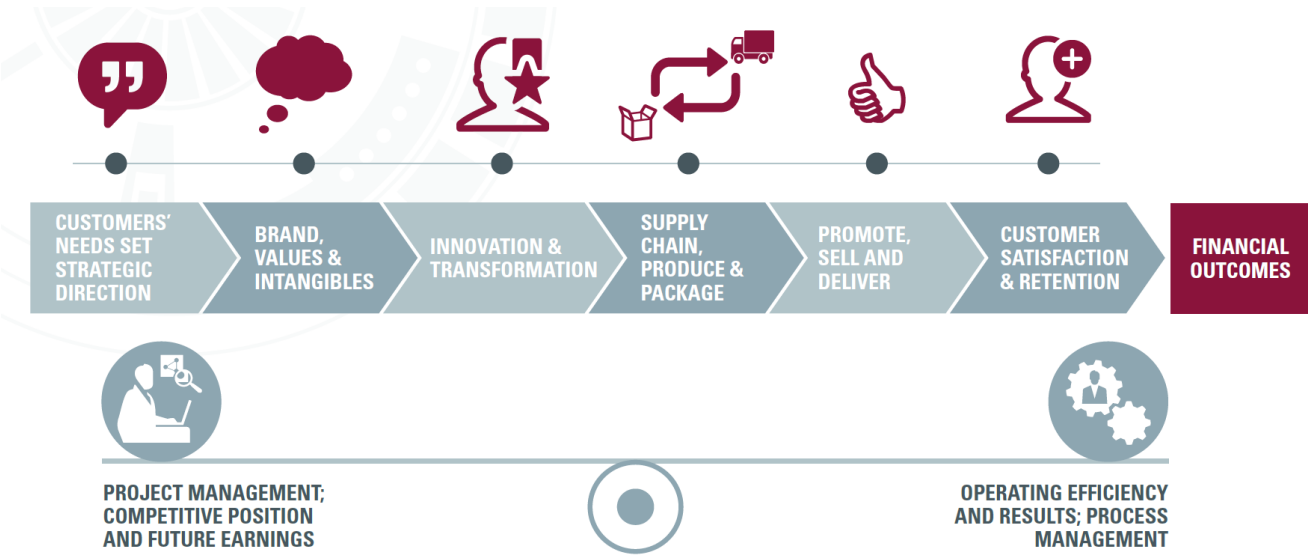 CUSTOMERS'
NEEDS SET
STRATEGIC
DIRECTION
BRAND,
VALUES &
INTANGIBLES
INNOVATION &
TRANSFORMATION
SUPPLY
CHAIN,
PRODUCE &
PACKAGE
PROMOTE,
SELL AND
DELIVER
CUSTOMER
SATISFACTION
& RETENTION
FINANCIAL
OUTCOMES
PROJECT MANAGEMENT;
COMPETITIVE POSITION
AND FUTURE EARNINGS
OPERATING EFFICIENCY
AND RESULTS; PROCESS
MANAGEMENT